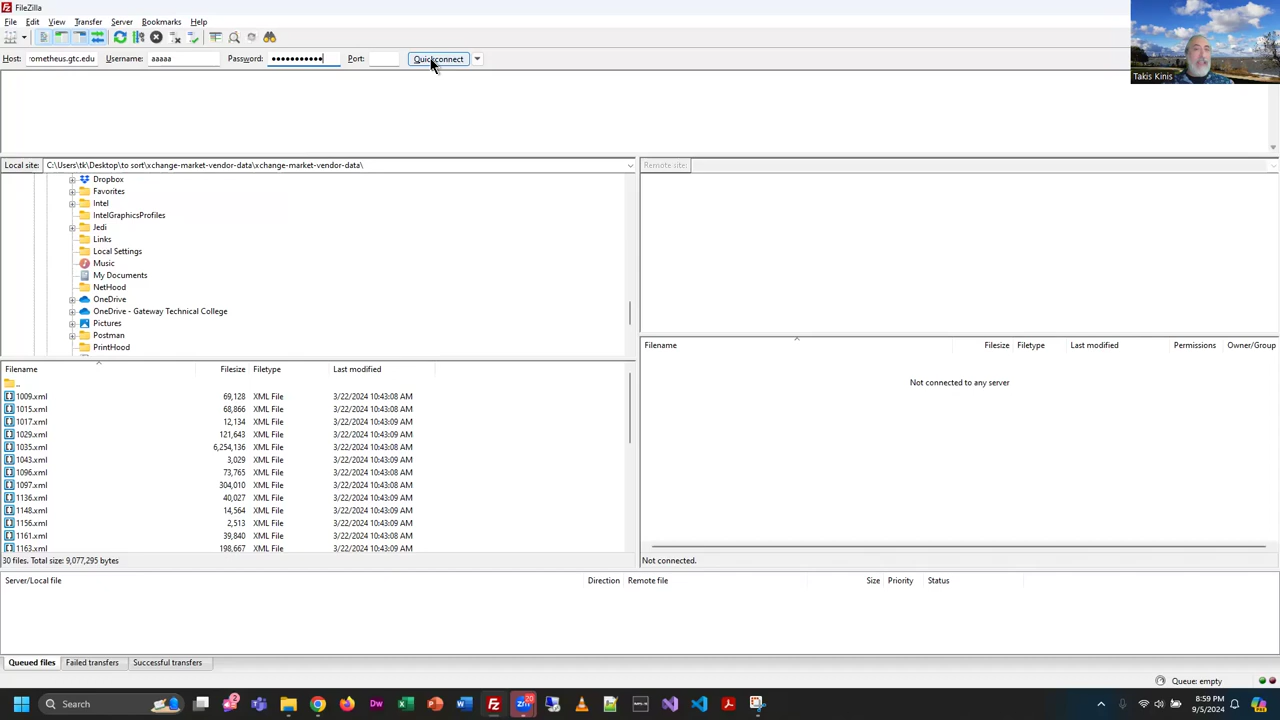 FileZilla
File Edit View Transfer Server Bookmarks Help
Host: rometheus.gtc.edu Username: aaaaa Password: ●●●●●●●●●●● Port: Quickconnect
Takis Kinis
Local site: C:\Users\tk\Desktop\to sort\xchange-market-vendor-data\xchange-market-vendor-data\
Remote site:
Dropbox
Favorites
Intel
IntelGraphicsProfiles
Jedi
Links
Local Settings
Music
My Documents
NetHood
OneDrive
OneDrive - Gateway Technical College
Pictures
Postman
PrintHood
Filename Filesize Filetype Last modified Permissions Owner/Group
Not connected to any server
Filename Filesize Filetype Last modified
..
1009.xml 69,128 XML File 3/22/2024 10:43:08 AM
1015.xml 68,866 XML File 3/22/2024 10:43:08 AM
1017.xml 12,134 XML File 3/22/2024 10:43:09 AM
1029.xml 121,643 XML File 3/22/2024 10:43:09 AM
1035.xml 6,254,136 XML File 3/22/2024 10:43:08 AM
1043.xml 3,029 XML File 3/22/2024 10:43:09 AM
1096.xml 73,765 XML File 3/22/2024 10:43:08 AM
1097.xml 304,010 XML File 3/22/2024 10:43:08 AM
1136.xml 40,027 XML File 3/22/2024 10:43:09 AM
1148.xml 14,564 XML File 3/22/2024 10:43:09 AM
1156.xml 2,513 XML File 3/22/2024 10:43:09 AM
1161.xml 39,840 XML File 3/22/2024 10:43:09 AM
1163.xml 198,667 XML File 3/22/2024 10:43:09 AM
30 files. Total size: 9,077,295 bytes
Not connected.
Server/Local file Direction Remote file Size Priority Status
Queued files Failed transfers Successful transfers
Queue: empty
Search
8:59 PM
9/5/2024